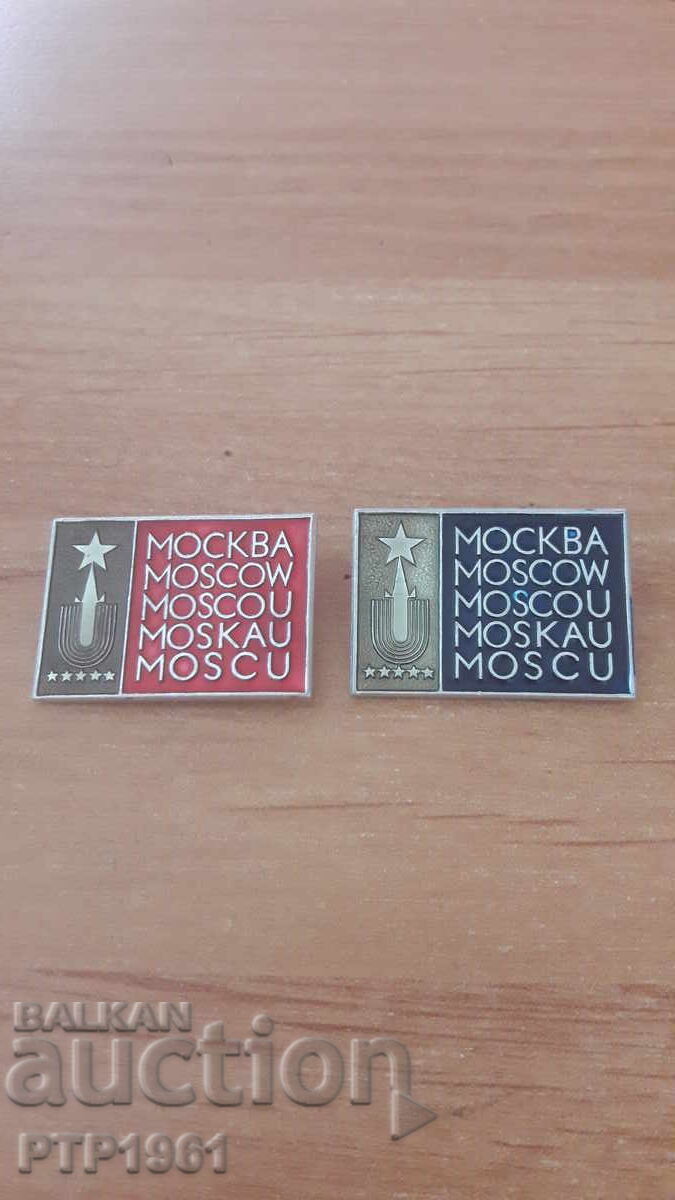 МОСКВА
MOSCOW
MOSCOU
MOSKAU
MOSCU
МОСКВА
MOSCOW
MOSCOU
MOSKAU
MOSCU
BALKAN
auction
PTP1961